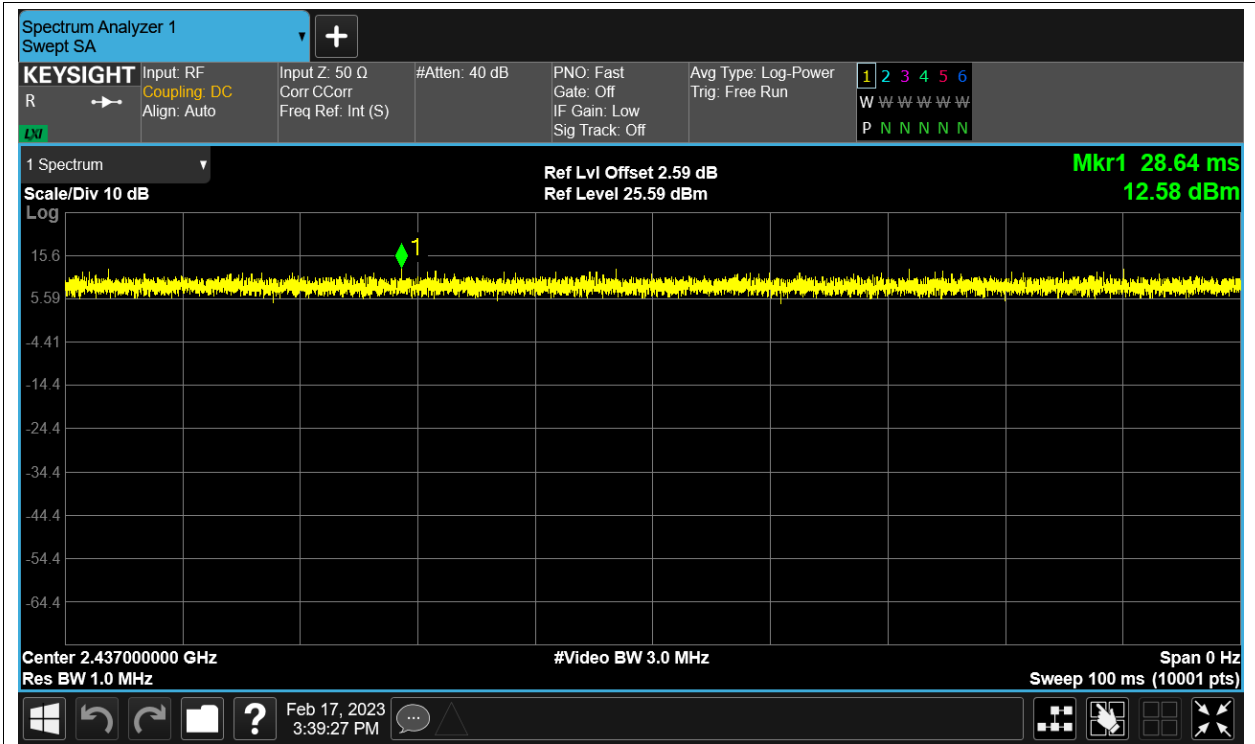 Spectrum Analyzer 1
Swept SA
KEYSIGHT
R
LXI
Input: RF
Coupling: DC
Align: Auto
Input Z: 50 Ω
Corr CCorr
Freq Ref: Int (S)
#Atten: 40 dB
PNO: Fast
Gate: Off
IF Gain: Low
Sig Track: Off
Avg Type: Log-Power
Trig: Free Run
1 2 3 4 5 6
W W W W W W
P N N N N N
1 Spectrum
Scale/Div 10 dB
Log
Ref Lvl Offset 2.59 dB
Ref Level 25.59 dBm
Mkr1 28.64 ms
12.58 dBm
1
15.6
5.59
-4.41
-14.4
-24.4
-34.4
-44.4
-54.4
-64.4
Center 2.437000000 GHz
#Video BW 3.0 MHz
Span 0 Hz
Res BW 1.0 MHz
Sweep 100 ms (10001 pts)
?
Feb 17, 2023
3:39:27 PM